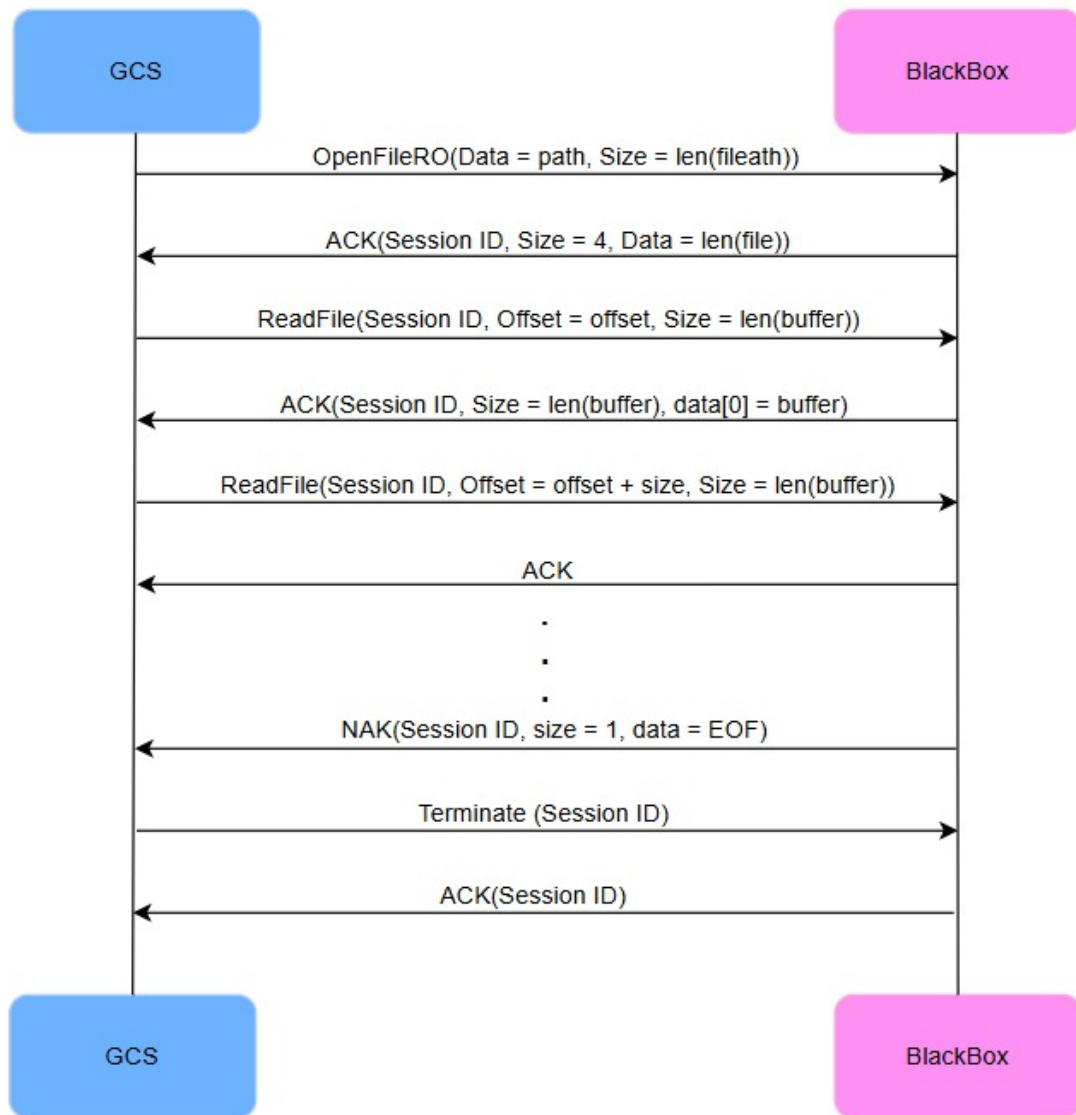 GCS
BlackBox
OpenFileRO(Data = path, Size = len(fileath))
ACK(Session ID, Size = 4, Data = len(file))
ReadFile(Session ID, Offset = offset, Size = len(buffer))
ACK(Session ID, Size = len(buffer), data[0] = buffer)
ReadFile(Session ID, Offset = offset + size, Size = len(buffer))
ACK
.
.
.
NAK(Session ID, size = 1, data = EOF)
Terminate (Session ID)
ACK(Session ID)
GCS
BlackBox